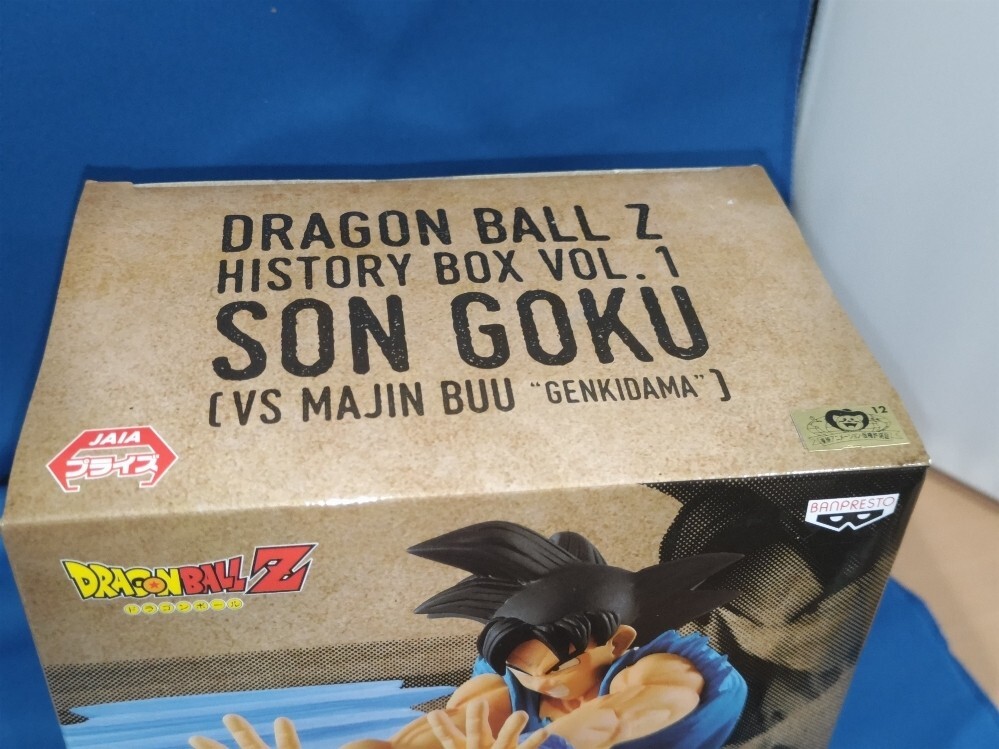 DRAGON BALL Z
HISTORY BOX VOL.1
SON GOKU
(VS MAJIN BUU “GENKIDAMA”)
12
JAIA
プライズ
BANPRESTO
DRAGON BALL Z
ドラゴンボール